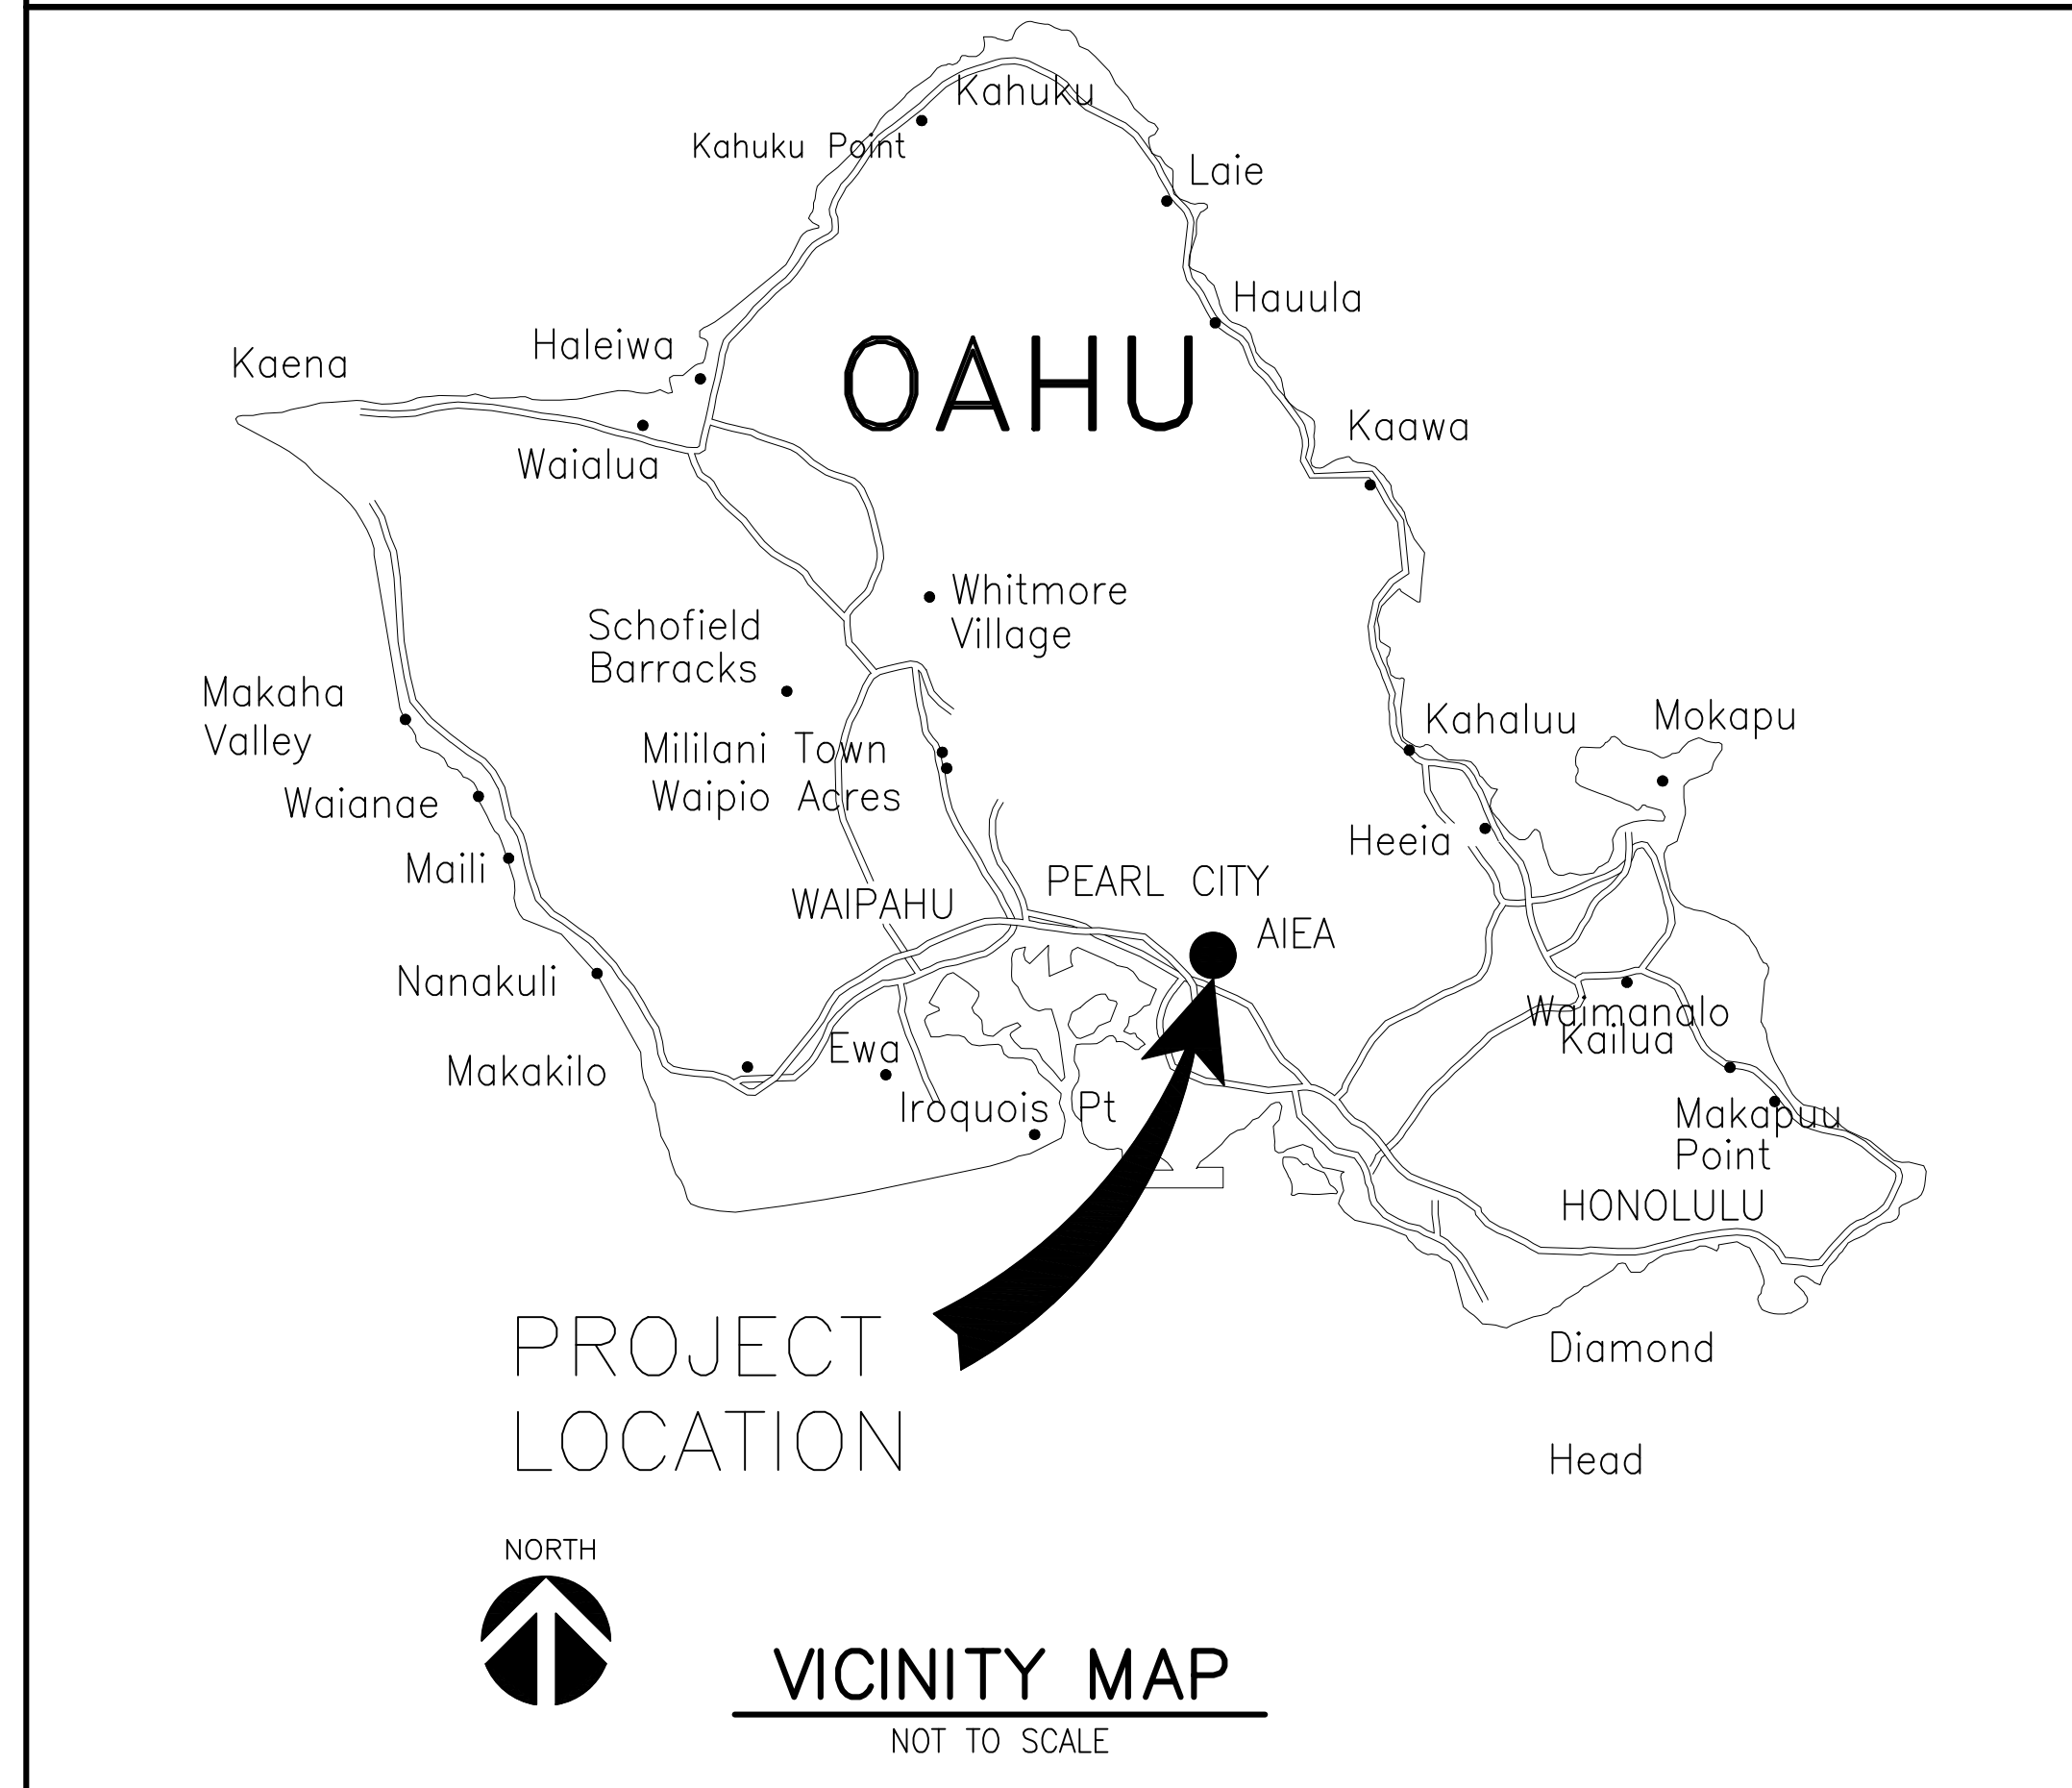 Kahuku
Kahuku Point
Laie
Hauula
Haleiwa
Kaena
OAHU
Kaawa
Waialua
Whitmore
Village
Schofield
Barracks
Makaha
Valley
Kahaluu
Mokapu
Mililani Town
Waipio Acres
Waianae
Heeia
Maili
PEARL CITY
WAIPAHU
AIEA
Nanakuli
Waimanalo
Kailua
Ewa
Makakilo
Iroquois Pt
Makapuu
Point
HONOLULU
PROJECT
LOCATION
Diamond
Head
NORTH
VICINITY MAP
NOT TO SCALE